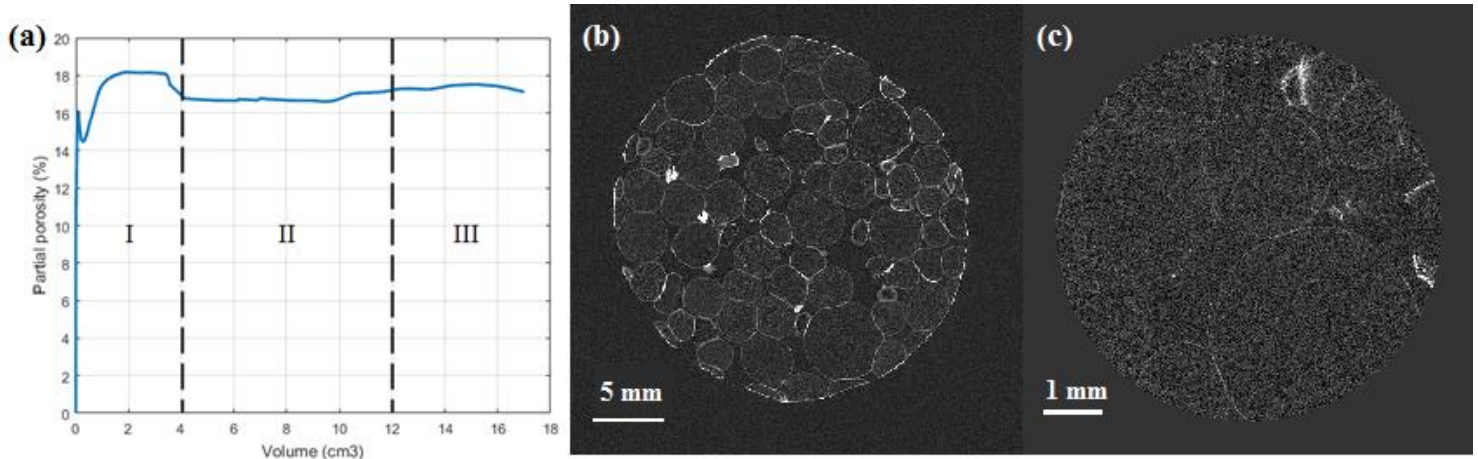 (a)
Partial porosity (%)
20
18
16
14
12
10
8
6
4
2
0
I
II
III
0 2 4 6 8 10 12 14 16 18
Volume (cm3)
(b)
5 mm
(c)
1 mm